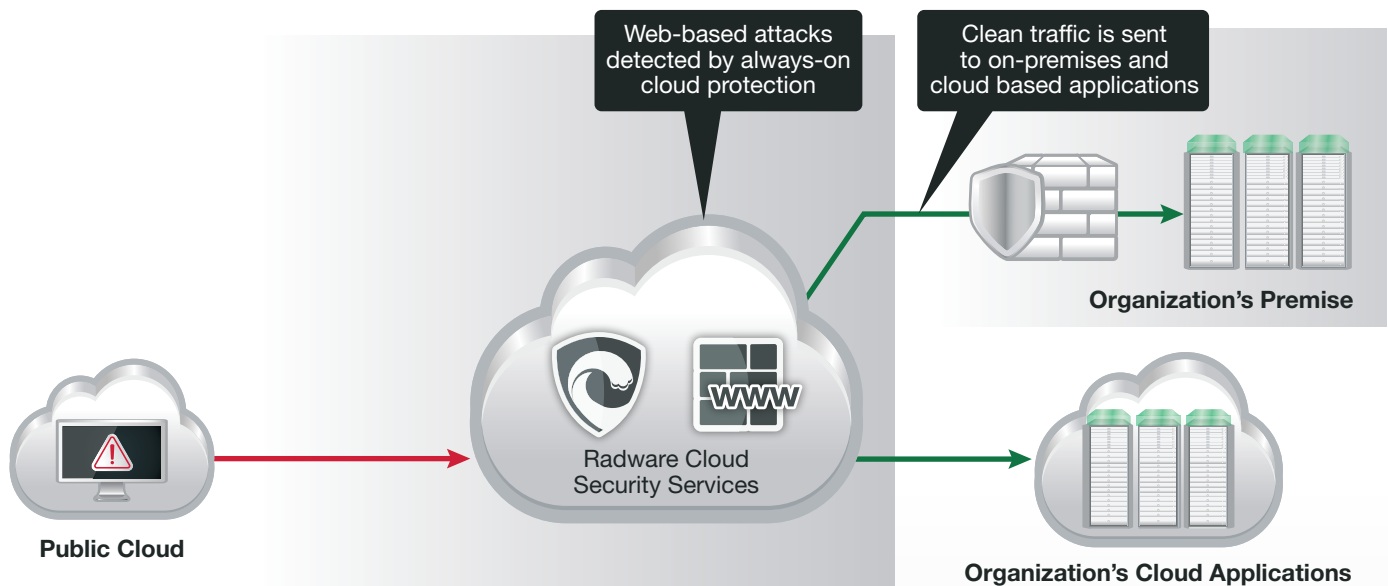 Web-based attacks
detected by always-on
cloud protection
Clean traffic is sent
to on-premises and
cloud based applications
Organization’s Premise
www
Radware Cloud
Security Services
Public Cloud
Organization’s Cloud Applications